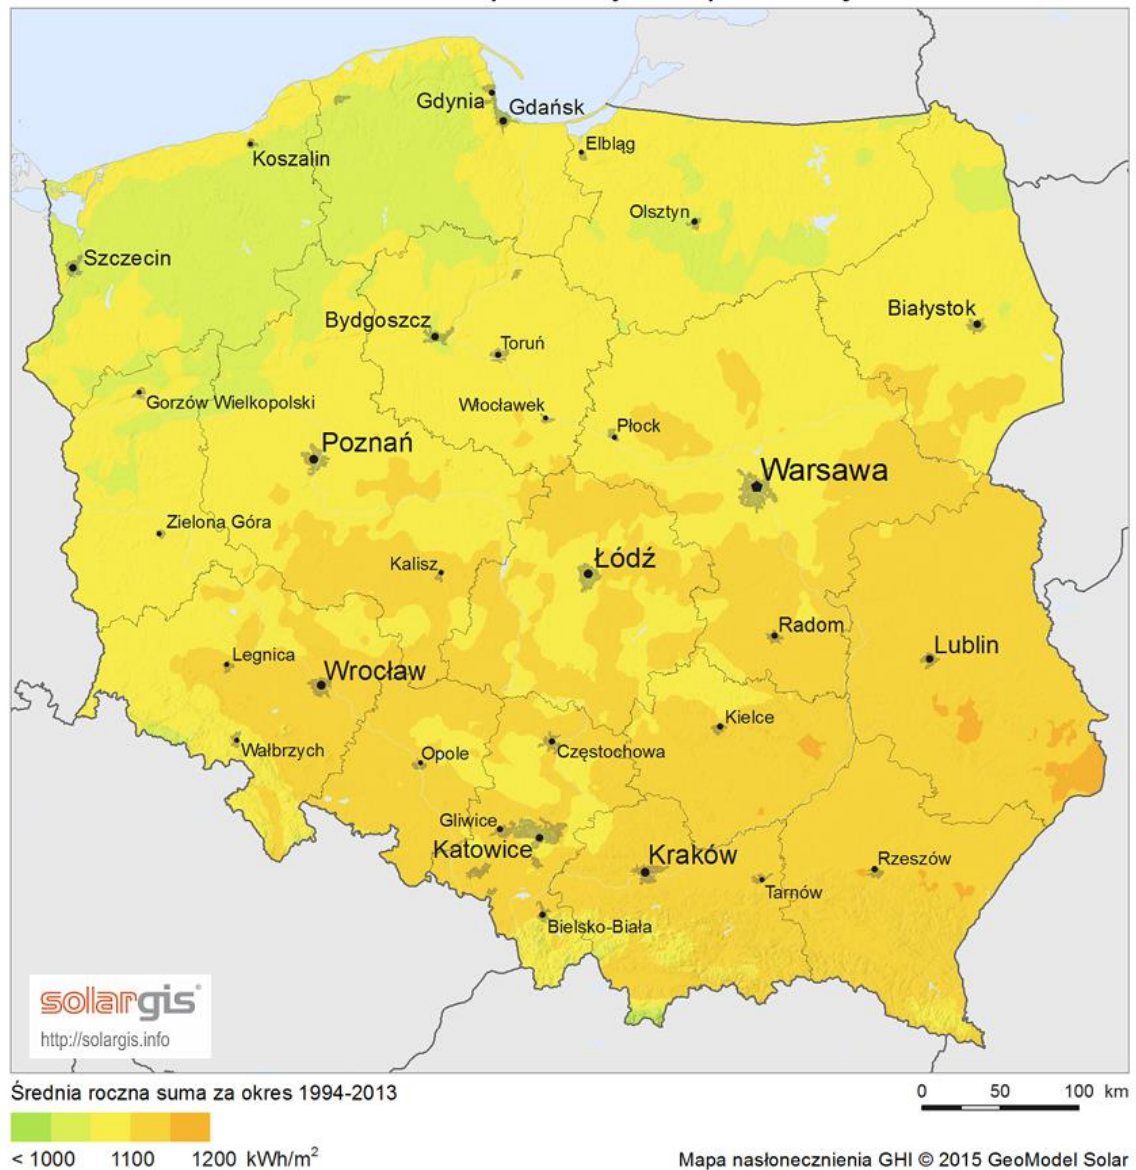 Gdynia
Gdańsk
Elbląg
Koszalin
Olsztyn
Szczecin
Białystok
Bydgoszcz
Toruń
Gorzów Wielkopolski
Włocławek
Płock
Poznań
Warsawa
Zielona Góra
Kalisz
Łódź
Radom
Lublin
Legnica
Wrocław
Kielce
Wałbrzych
Opole
Częstochowa
Gliwice
Katowice
Kraków
Rzeszów
Tarnów
Bielsko-Biała
solargis®
http://solargis.info
Średnia roczna suma za okres 1994-2013
0 50 100 km
< 1000 1100 1200 kWh/m²
Mapa nasłonecznienia GHI © 2015 GeoModel Solar